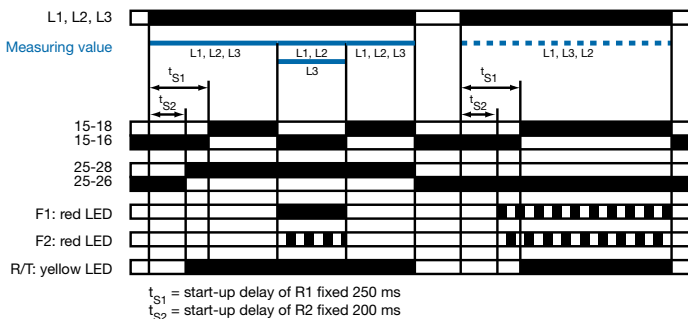 L1, L2, L3
Measuring value
L1, L2, L3
L1, L2
L1, L2, L3
L1, L3, L2
L3
tS1
tS1
tS2
tS2
15-18
15-16
25-28
25-26
F1: red LED
F2: red LED
R/T: yellow LED
tS1 = start-up delay of R1 fixed 250 ms
tS2 = start-up delay of R2 fixed 200 ms